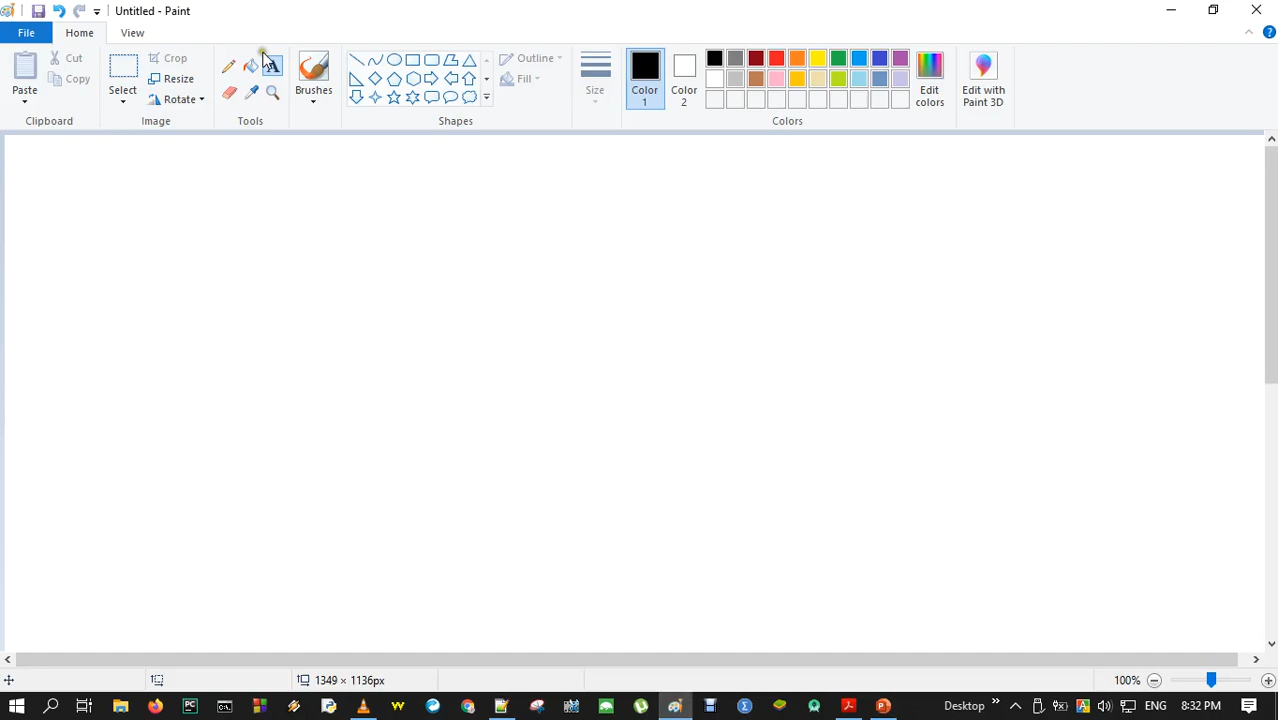 Untitled - Paint
File Home View
Paste
Cut
Copy
Clipboard
Select
Crop
Resize
Rotate
Image
A
Tools
Brushes
Shapes
Outline
Fill
Size
Color 1
Color 2
Edit colors
Colors
Edit with Paint 3D
1349 × 1136px
100%
Desktop
ENG
8:32 PM